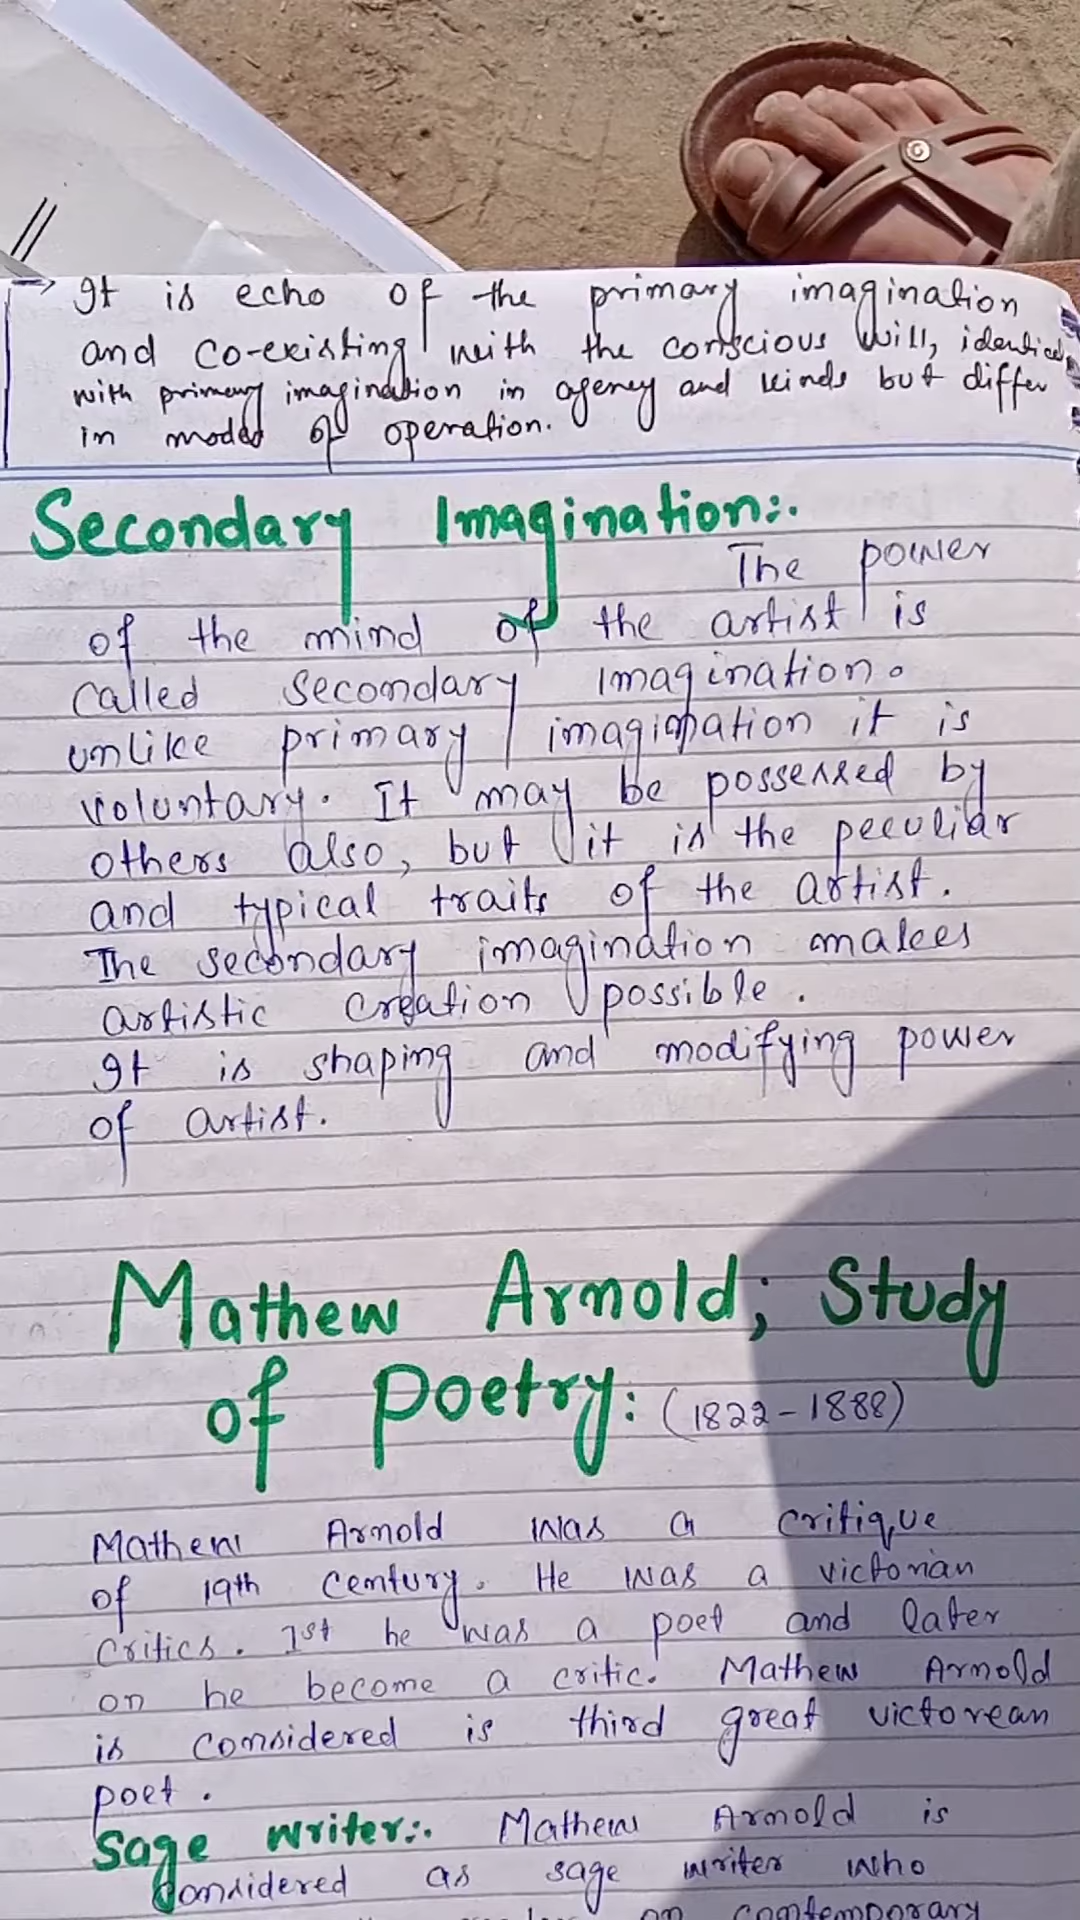 It is echo of the primary imagination
and co-existing with the conscious will, identical
with primary imagination in agency and kinds but differ
in modes of operation.
Secondary Imagination:.
The power
of the mind of the artist is
called secondary imagination.
unlike primary imagination it is
voluntary. It may be possessed by
others also, but it is the peculiar
and typical traits of the artist.
The secondary imagination makes
artistic creation possible.
It is shaping and modifying power
of artist.
Mathew Arnold; Study
of Poetry: (1822-1888)
Mathew Arnold was a critique
of 19th century. He was a victorian
critics. 1st he was a poet and later
on he become a critic. Mathew Arnold
is considered is third great victorean
poet.
Sage writer:. Mathew Arnold is
considered as sage writer who
on contemporary